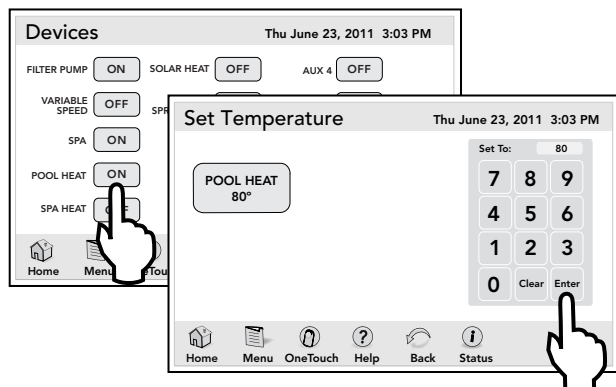 Devices
Thu June 23, 2011 3:03 PM
FILTER PUMP ON SOLAR HEAT OFF AUX 4 OFF
VARIABLE
SPEED OFF
SPA ON
POOL HEAT ON
SPA HEAT
Home
Set Temperature
Thu June 23, 2011 3:03 PM
Set To: 80
POOL HEAT
80°
7 8 9
4 5 6
1 2 3
0 Clear Enter
Home Menu OneTouch Help Back Status